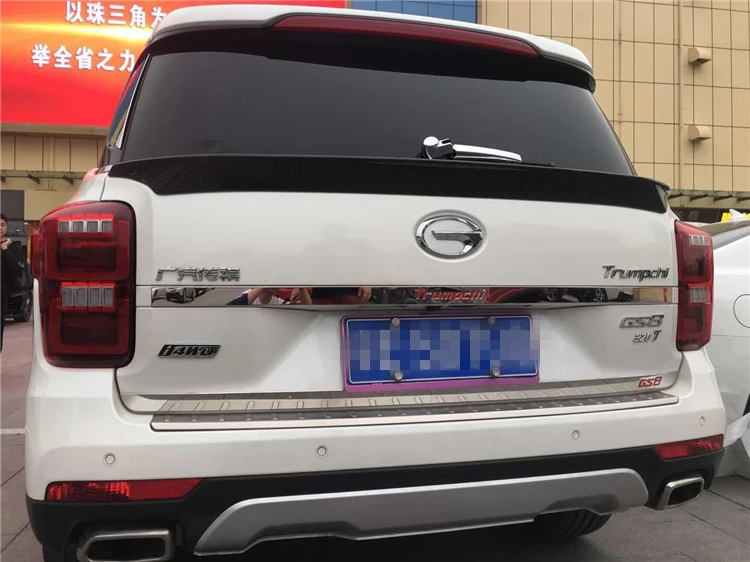 以珠三角为
举全省之力
广汽传祺
Trumpchi
Trumpchi
GS8
320T
i4WD
GS8